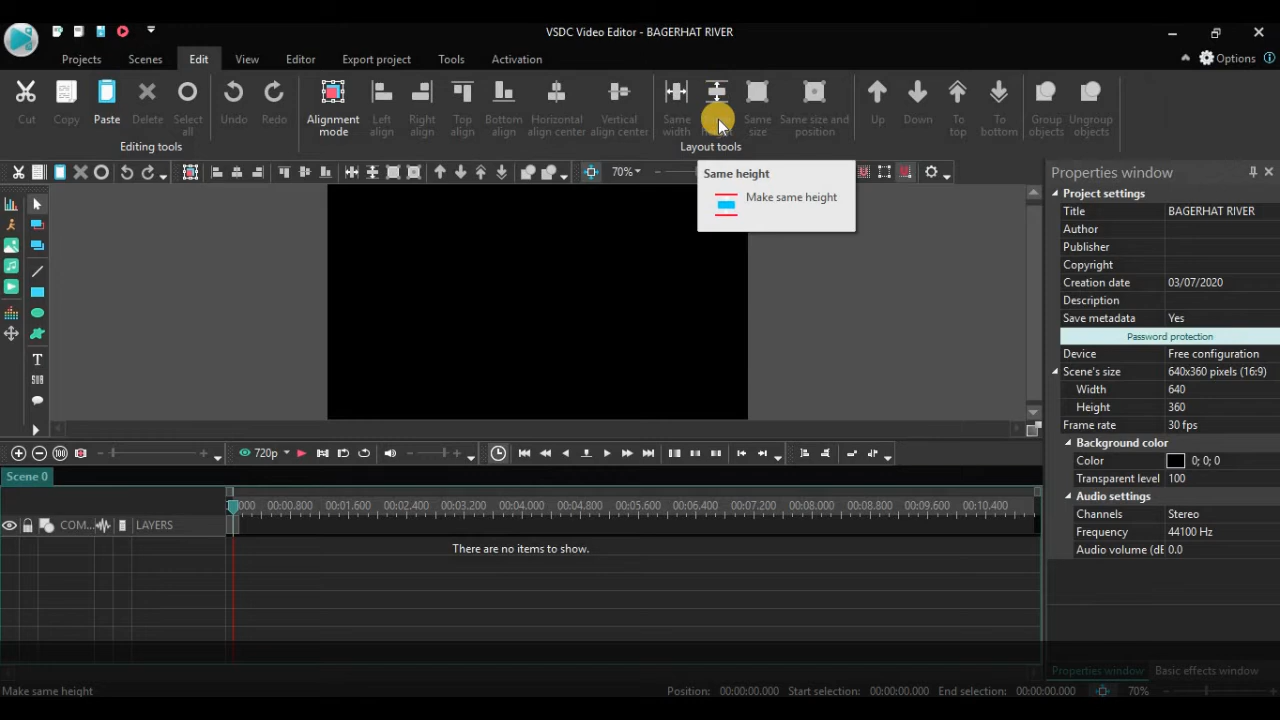 VSDC Video Editor - BAGERHAT RIVER
Projects Scenes Edit View Editor Export project Tools Activation Options
Cut Copy Paste Delete Select all Undo Redo
Editing tools
Alignment mode Left align Right align Top align Bottom align Horizontal align center Vertical align center Same width Same size Same size and position Up Down To top To bottom Group objects Ungroup objects
Layout tools
70%
Same height
Make same height
Properties window
Project settings
Title BAGERHAT RIVER
Author
Publisher
Copyright
Creation date 03/07/2020
Description
Save metadata Yes
Password protection
Device Free configuration
Scene's size 640x360 pixels (16:9)
Width 640
Height 360
Frame rate 30 fps
Background color
Color 0; 0; 0
Transparent level 100
Audio settings
Channels Stereo
Frequency 44100 Hz
Audio volume (dB 0.0
T
SUB
100 720p
Scene 0
000 00:00.800 00:01.600 00:02.400 00:03.200 00:04.000 00:04.800 00:05.600 00:06.400 00:07.200 00:08.000 00:08.800 00:09.600 00:10.400
COM... LAYERS
There are no items to show.
Properties window Basic effects window
Make same height Position: 00:00:00.000 Start selection: 00:00:00.000 End selection: 00:00:00.000 70%